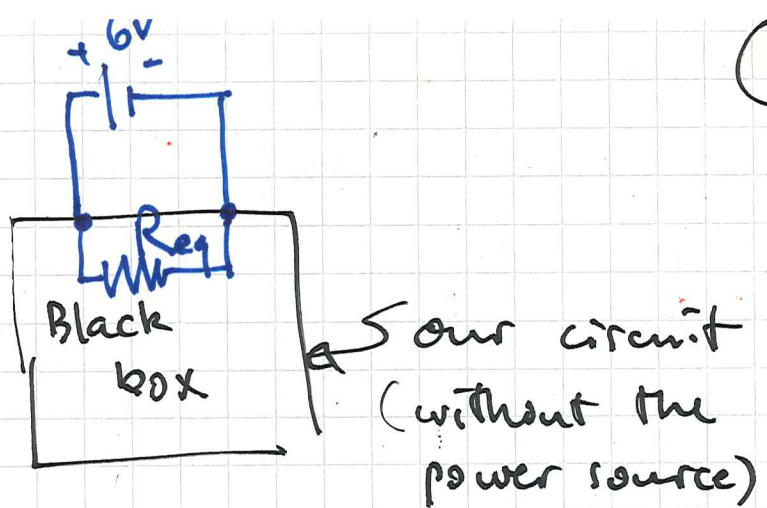 6V
+ -
Req
Black
box
our circuit
(without the
power source)